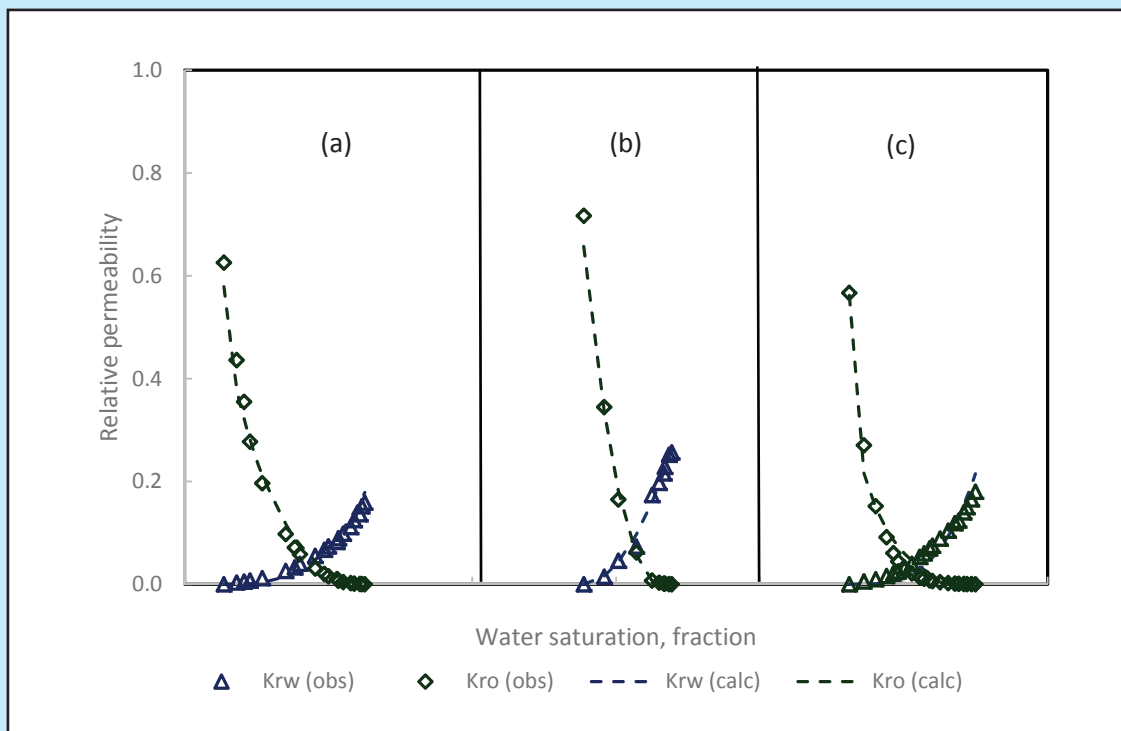 1.0
(a)
(b)
(c)
0.8
0.6
0.4
0.2
0.0
Relative permeability
Water saturation, fraction
Krw (obs) Kro (obs) Krw (calc) Kro (calc)